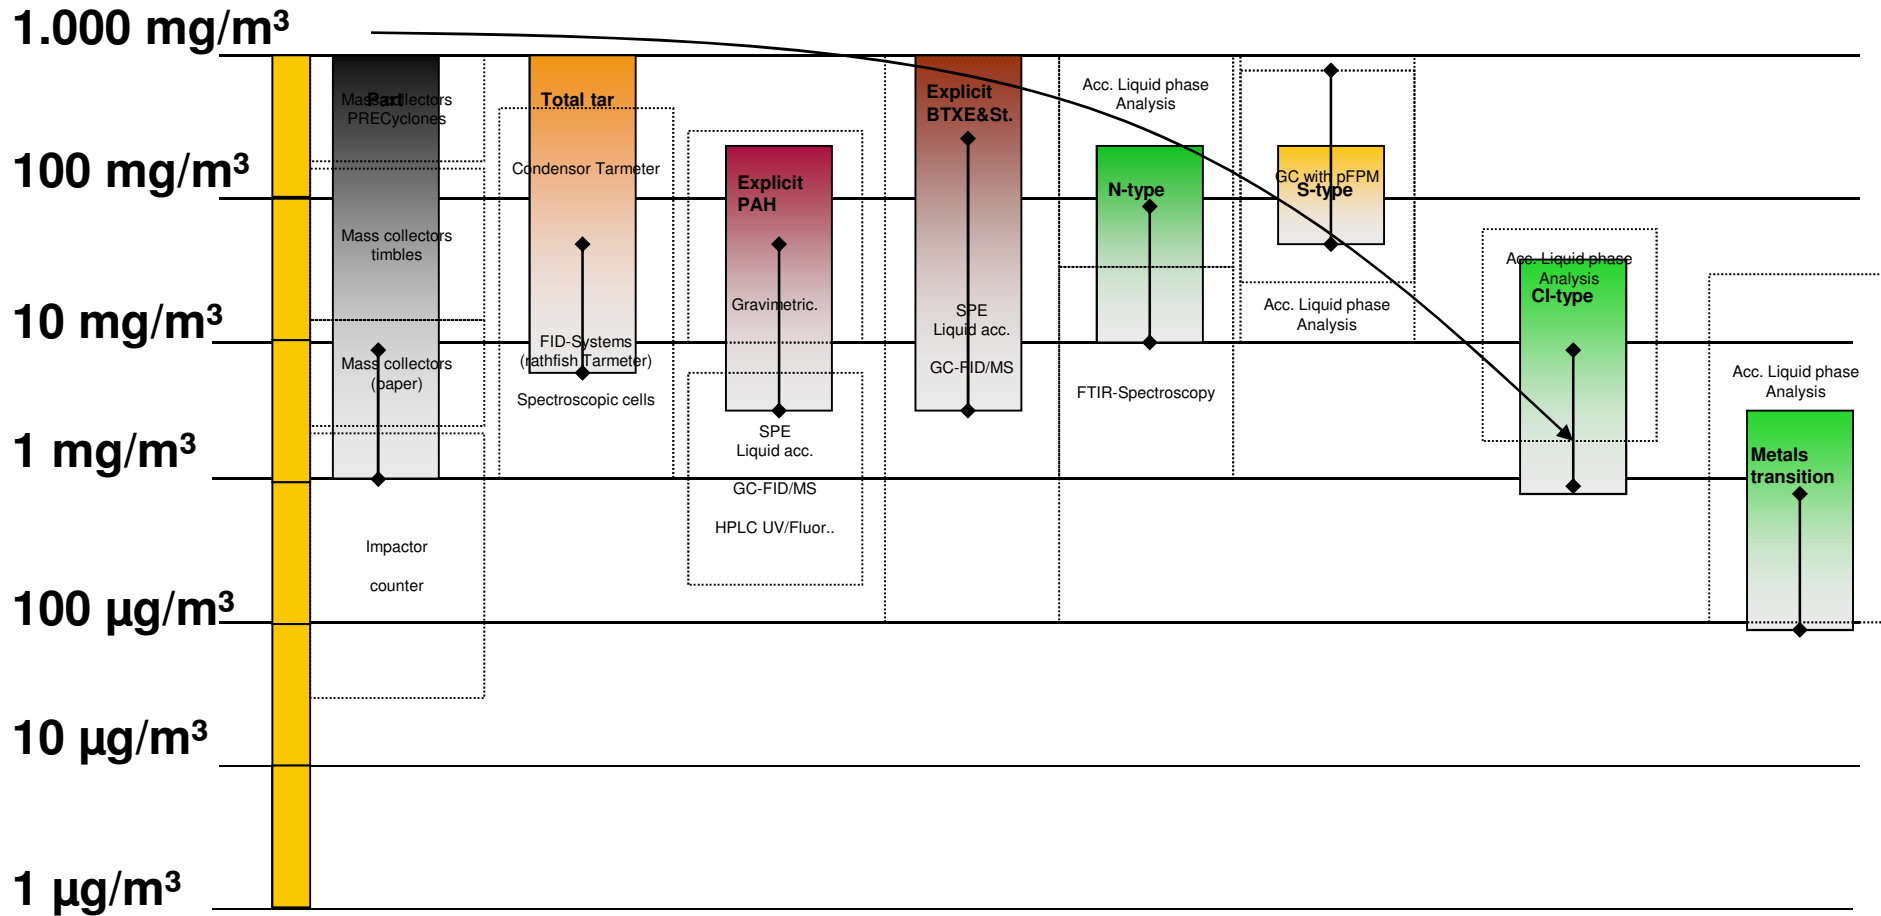 1.000 mg/m³
100 mg/m³
10 mg/m³
1 mg/m³
100 µg/m³
10 µg/m³
1 µg/m³
Part
Mass collectors
PRECyclones
Mass collectors
timbles
Mass collectors
(paper)
Impactor
counter
Total tar
Condensor Tarmeter
FID-Systems
(rathfish Tarmeter)
Spectroscopic cells
Explicit
PAH
Gravimetric.
SPE
Liquid acc.
GC-FID/MS
HPLC UV/Fluor..
Explicit
BTXE&St.
SPE
Liquid acc.
GC-FID/MS
Acc. Liquid phase
Analysis
N-type
FTIR-Spectroscopy
GC with pFPM
S-type
Acc. Liquid phase
Analysis
Acc. Liquid phase
Analysis
Cl-type
Acc. Liquid phase
Analysis
Metals
transition